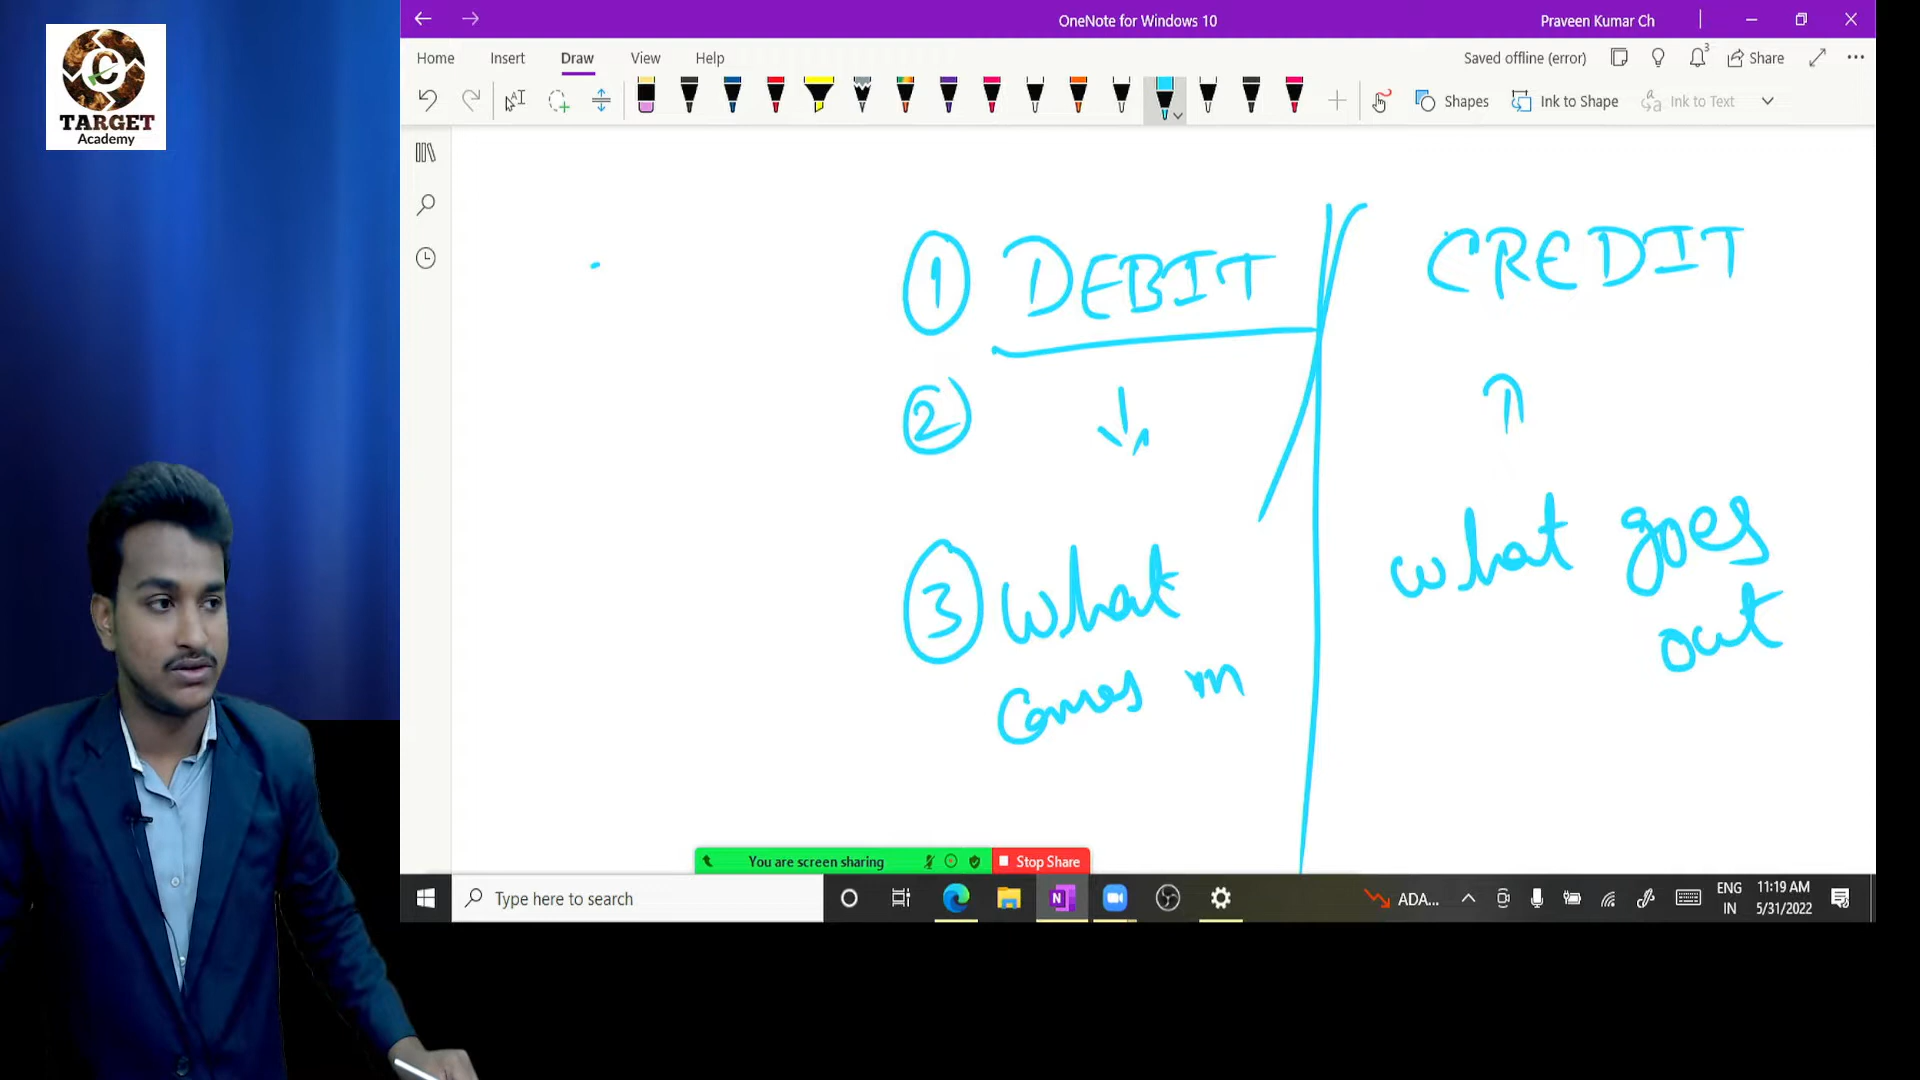 TARGET
Academy
OneNote for Windows 10
Praveen Kumar Ch
Home Insert Draw View Help
Saved offline (error) 3 Share
Shapes Ink to Shape Ink to Text
① DEBIT
CREDIT
②
③ what
comes in
what goes
out
You are screen sharing Stop Share
Type here to search
ADA...
ENG
IN
11:19 AM
5/31/2022